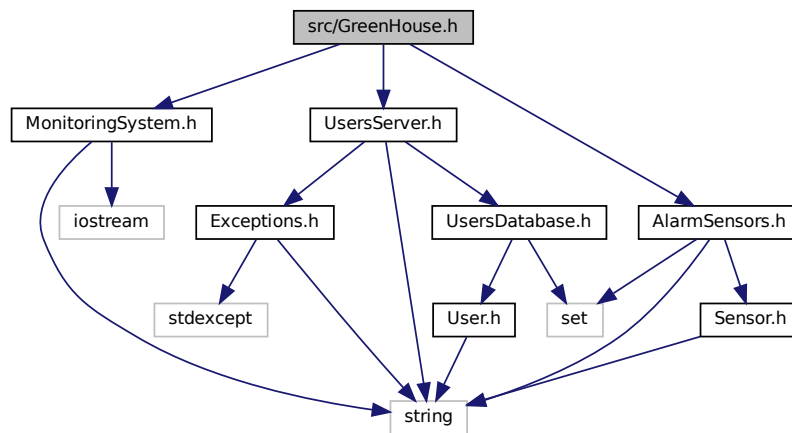 src/GreenHouse.h
MonitoringSystem.h
UsersServer.h
iostream
Exceptions.h
UsersDatabase.h
AlarmSensors.h
stdexcept
User.h
set
Sensor.h
string